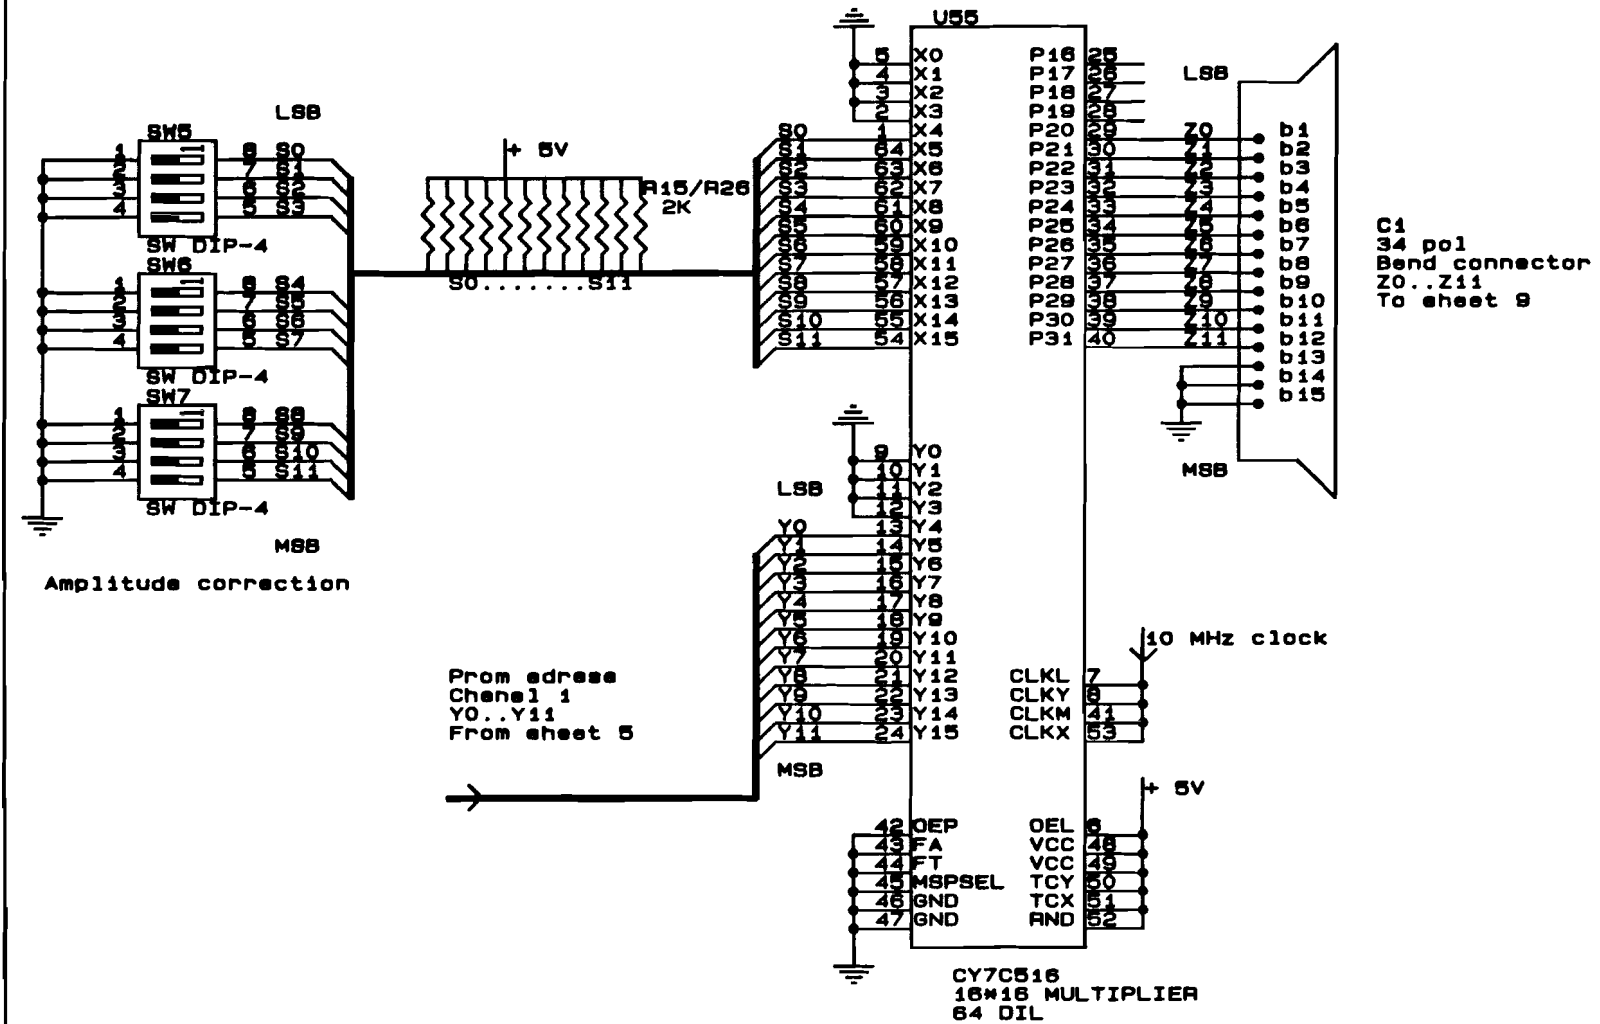 LSB
SW5
1 8 S0
2 7 S1
3 6 S2
4 5 S3
SW DIP-4
SW6
1 8 S4
2 7 S5
3 6 S6
4 5 S7
SW DIP-4
SW7
1 8 S8
2 7 S9
3 6 S10
4 5 S11
SW DIP-4
MSB
Amplitude correction
+ 5V
R15/R26
2K
S0.......S11
Prom adress
Chanel 1
Y0..Y11
From sheet 5
U55
5 X0
4 X1
3 X2
2 X3
S0 1 X4
S1 64 X5
S2 63 X6
S3 62 X7
S4 61 X8
S5 60 X9
S6 59 X10
S7 58 X11
S8 57 X12
S9 56 X13
S10 55 X14
S11 54 X15
9 Y0
10 Y1
LSB 11 Y2
12 Y3
Y0 13 Y4
Y1 14 Y5
Y2 15 Y6
Y3 16 Y7
Y4 17 Y8
Y5 18 Y9
Y6 19 Y10
Y7 20 Y11
Y8 21 Y12
Y9 22 Y13
Y10 23 Y14
Y11 24 Y15
MSB
42 OEP
43 FA
44 FT
45 MSPSEL
46 GND
47 GND
P16 25
P17 26
P18 27
P19 28
P20 29 Z0
P21 30 Z1
P22 31 Z2
P23 32 Z3
P24 33 Z4
P25 34 Z5
P26 35 Z6
P27 36 Z7
P28 37 Z8
P29 38 Z9
P30 39 Z10
P31 40 Z11
10 MHz clock
CLKL 7
CLKY 8
CLKM 41
CLKX 53
+ 5V
OEL 6
VCC 48
VCC 49
TCY 50
TCX 51
RND 52
CY7C516
16*16 MULTIPLIER
64 DIL
LSB
b1
b2
b3
b4
b5
b6
b7
b8
b9
b10
b11
b12
b13
b14
b15
MSB
C1
34 pol
Bend connector
Z0..Z11
To sheet 9